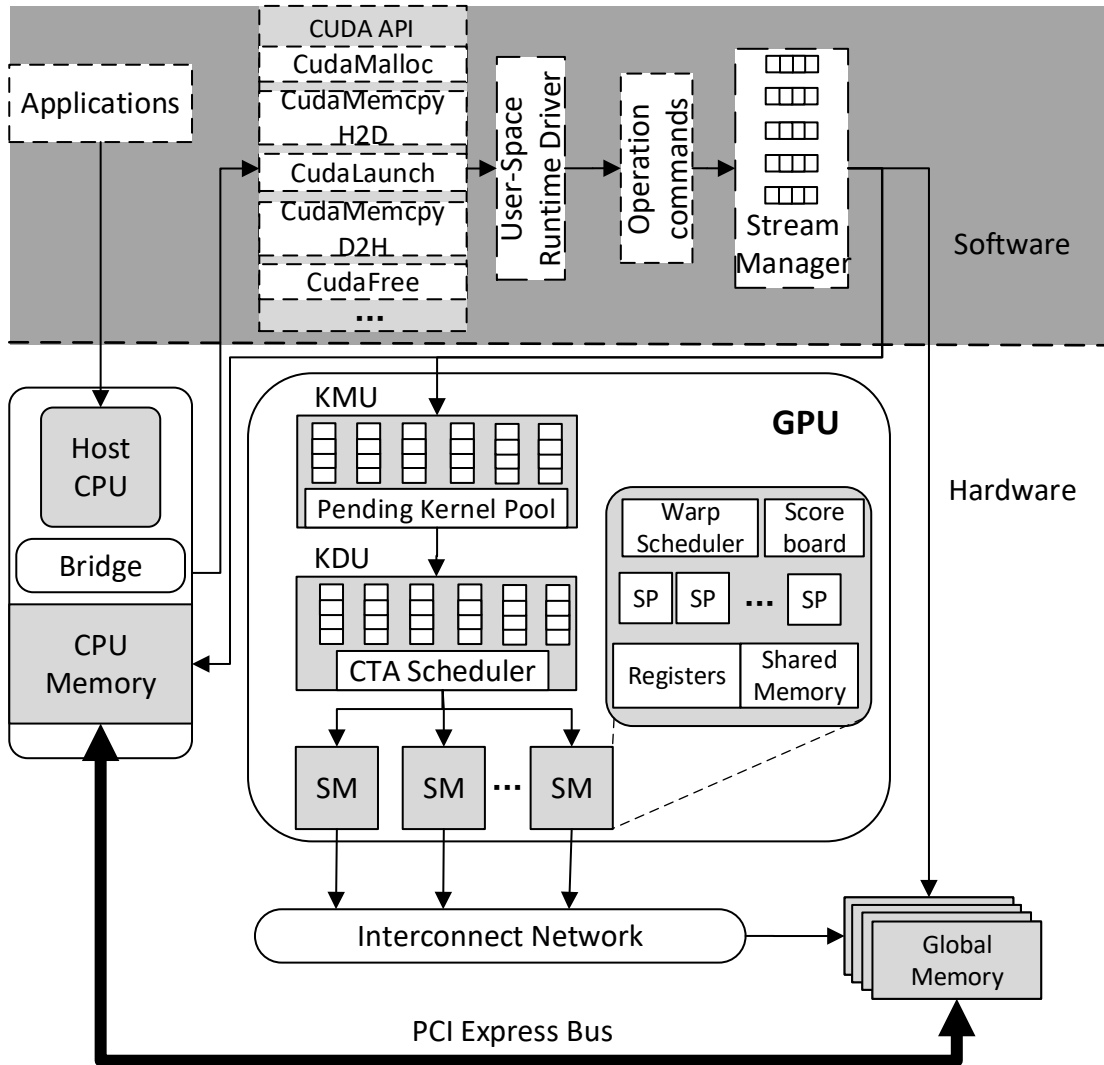 CUDA API
CudaMalloc
CudaMemcpy
H2D
CudaLaunch
CudaMemcpy
D2H
CudaFree
...
Applications
User-Space
Runtime Driver
Operation
commands
Stream
Manager
Software
Hardware
Host
CPU
Bridge
CPU
Memory
GPU
KMU
Pending Kernel Pool
KDU
CTA Scheduler
SM
SM
...
SM
Warp
Scheduler
Score
board
SP
SP
...
SP
Registers
Shared
Memory
Interconnect Network
Global
Memory
PCI Express Bus